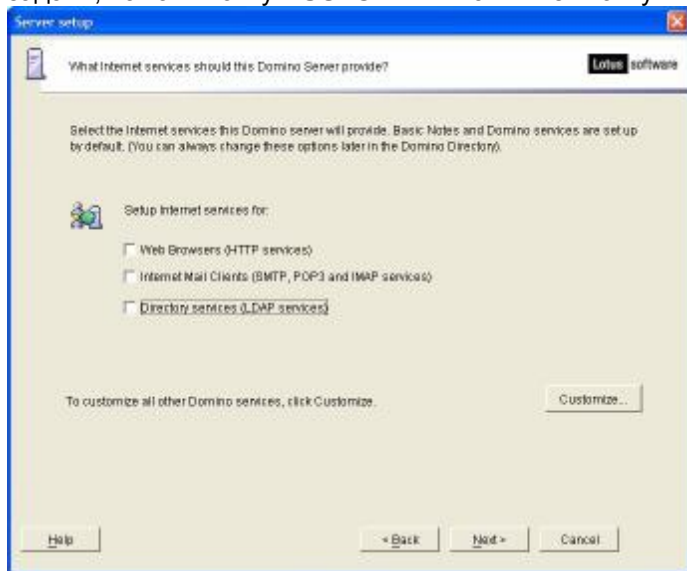 Server setup
What Internet services should this Domino Server provide?
Lotus software
Select the Internet services this Domino server will provide. Basic Notes and Domino services are set up
by default. (You can always change these options later in the Domino Directory).
Setup Internet services for:
Web Browsers (HTTP services)
Internet Mail Clients (SMTP, POP3 and IMAP services)
Directory services (LDAP services)
To customize all other Domino services, click Customize.
Customize...
Help
< Back
Next >
Cancel